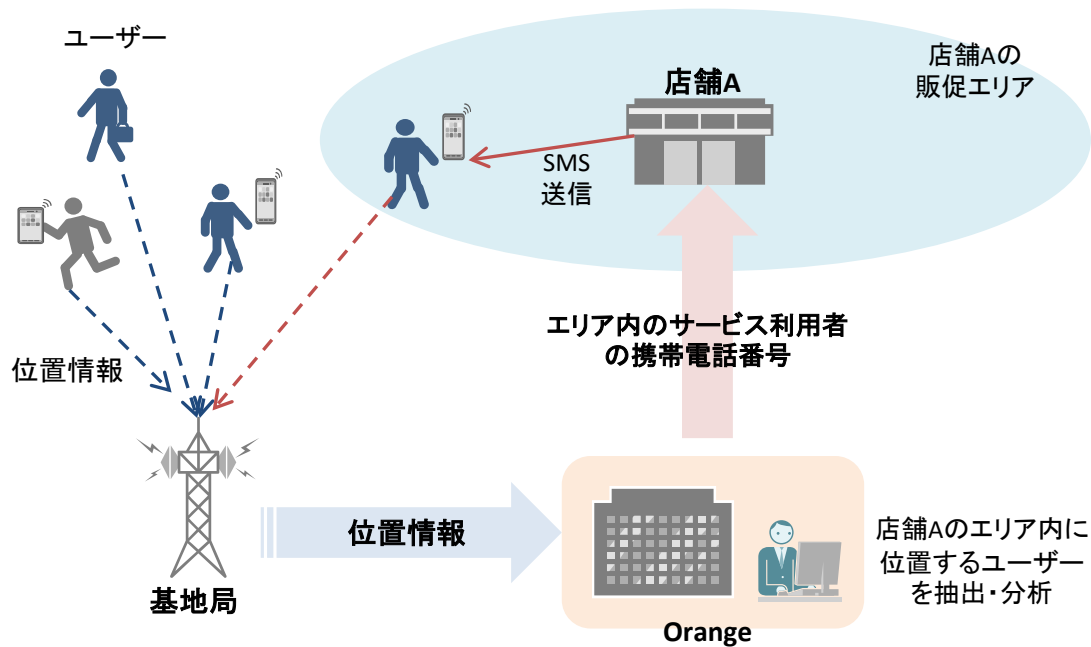 ユーザー
店舗Aの
販促エリア
店舗A
SMS
送信
エリア内のサービス利用者
の携帯電話番号
位置情報
位置情報
基地局
店舗Aのエリア内に
位置するユーザー
を抽出・分析
Orange